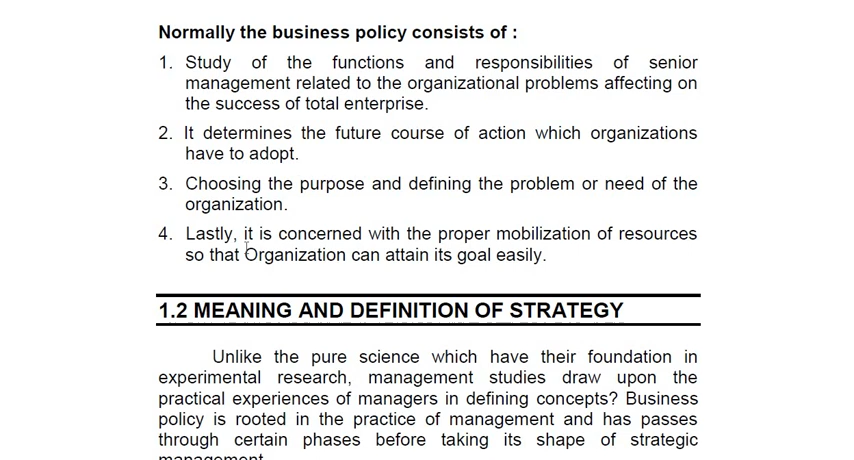 Normally the business policy consists of :
1. Study of the functions and responsibilities of senior
management related to the organizational problems affecting on
the success of total enterprise.
2. It determines the future course of action which organizations
have to adopt.
3. Choosing the purpose and defining the problem or need of the
organization.
4. Lastly, it is concerned with the proper mobilization of resources
so that Organization can attain its goal easily.
1.2 MEANING AND DEFINITION OF STRATEGY
Unlike the pure science which have their foundation in
experimental research, management studies draw upon the
practical experiences of managers in defining concepts? Business
policy is rooted in the practice of management and has passes
through certain phases before taking its shape of strategic
management